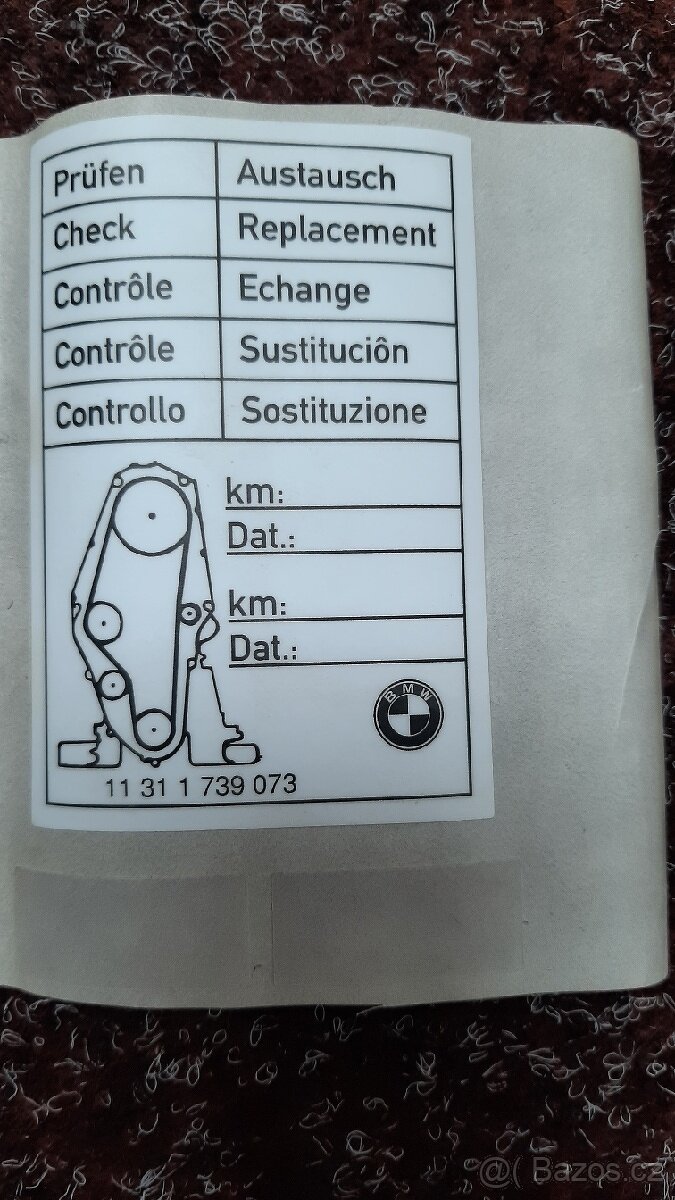 Prüfen Austausch
Check Replacement
Contrôle Echange
Contrôle Sustituciôn
Controllo Sostituzione
km:
Dat.:
km:
Dat.:
BMW
11 31 1 739 073
@( Bazos.cz